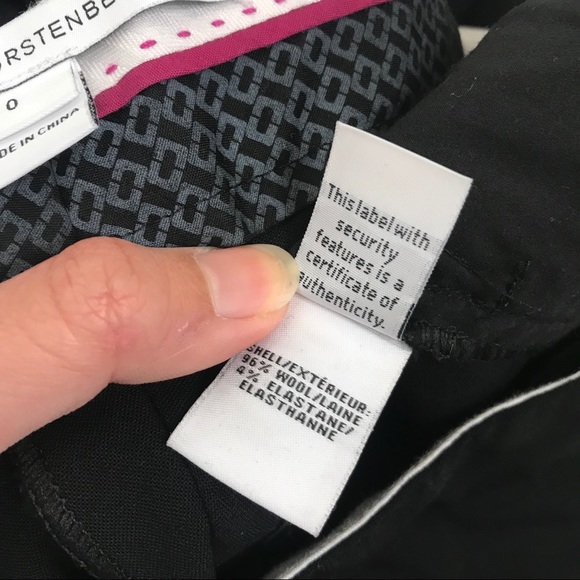 ORSTENBE
0
DE IN CHINA
This label with
security
features is a
certificate of
authenticity.
SHELL/EXTÉRIEUR:
96% WOOL/LAINE
4% ELASTANE/
ELASTHANNE